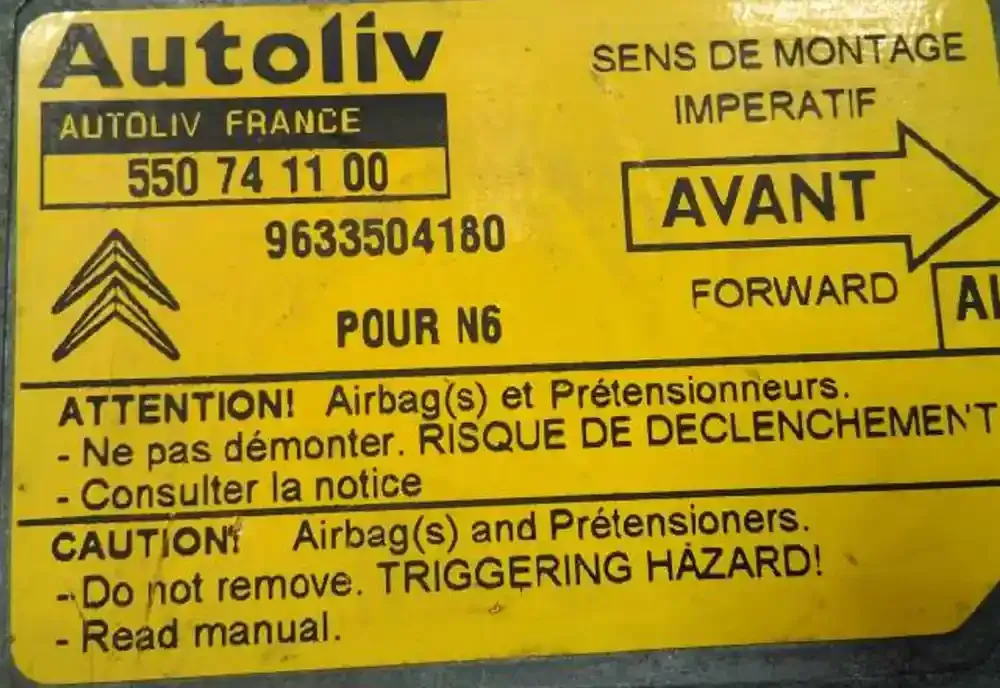 Autoliv
AUTOLIV FRANCE
550 74 11 00
9633504180
POUR N6
SENS DE MONTAGE
IMPERATIF
AVANT
FORWARD
ATTENTION! Airbag(s) et Prétensionneurs.
- Ne pas démonter. RISQUE DE DECLENCHEMENT
- Consulter la notice
CAUTION! Airbag(s) and Prétensioners.
- Do not remove. TRIGGERING HAZARD!
- Read manual.